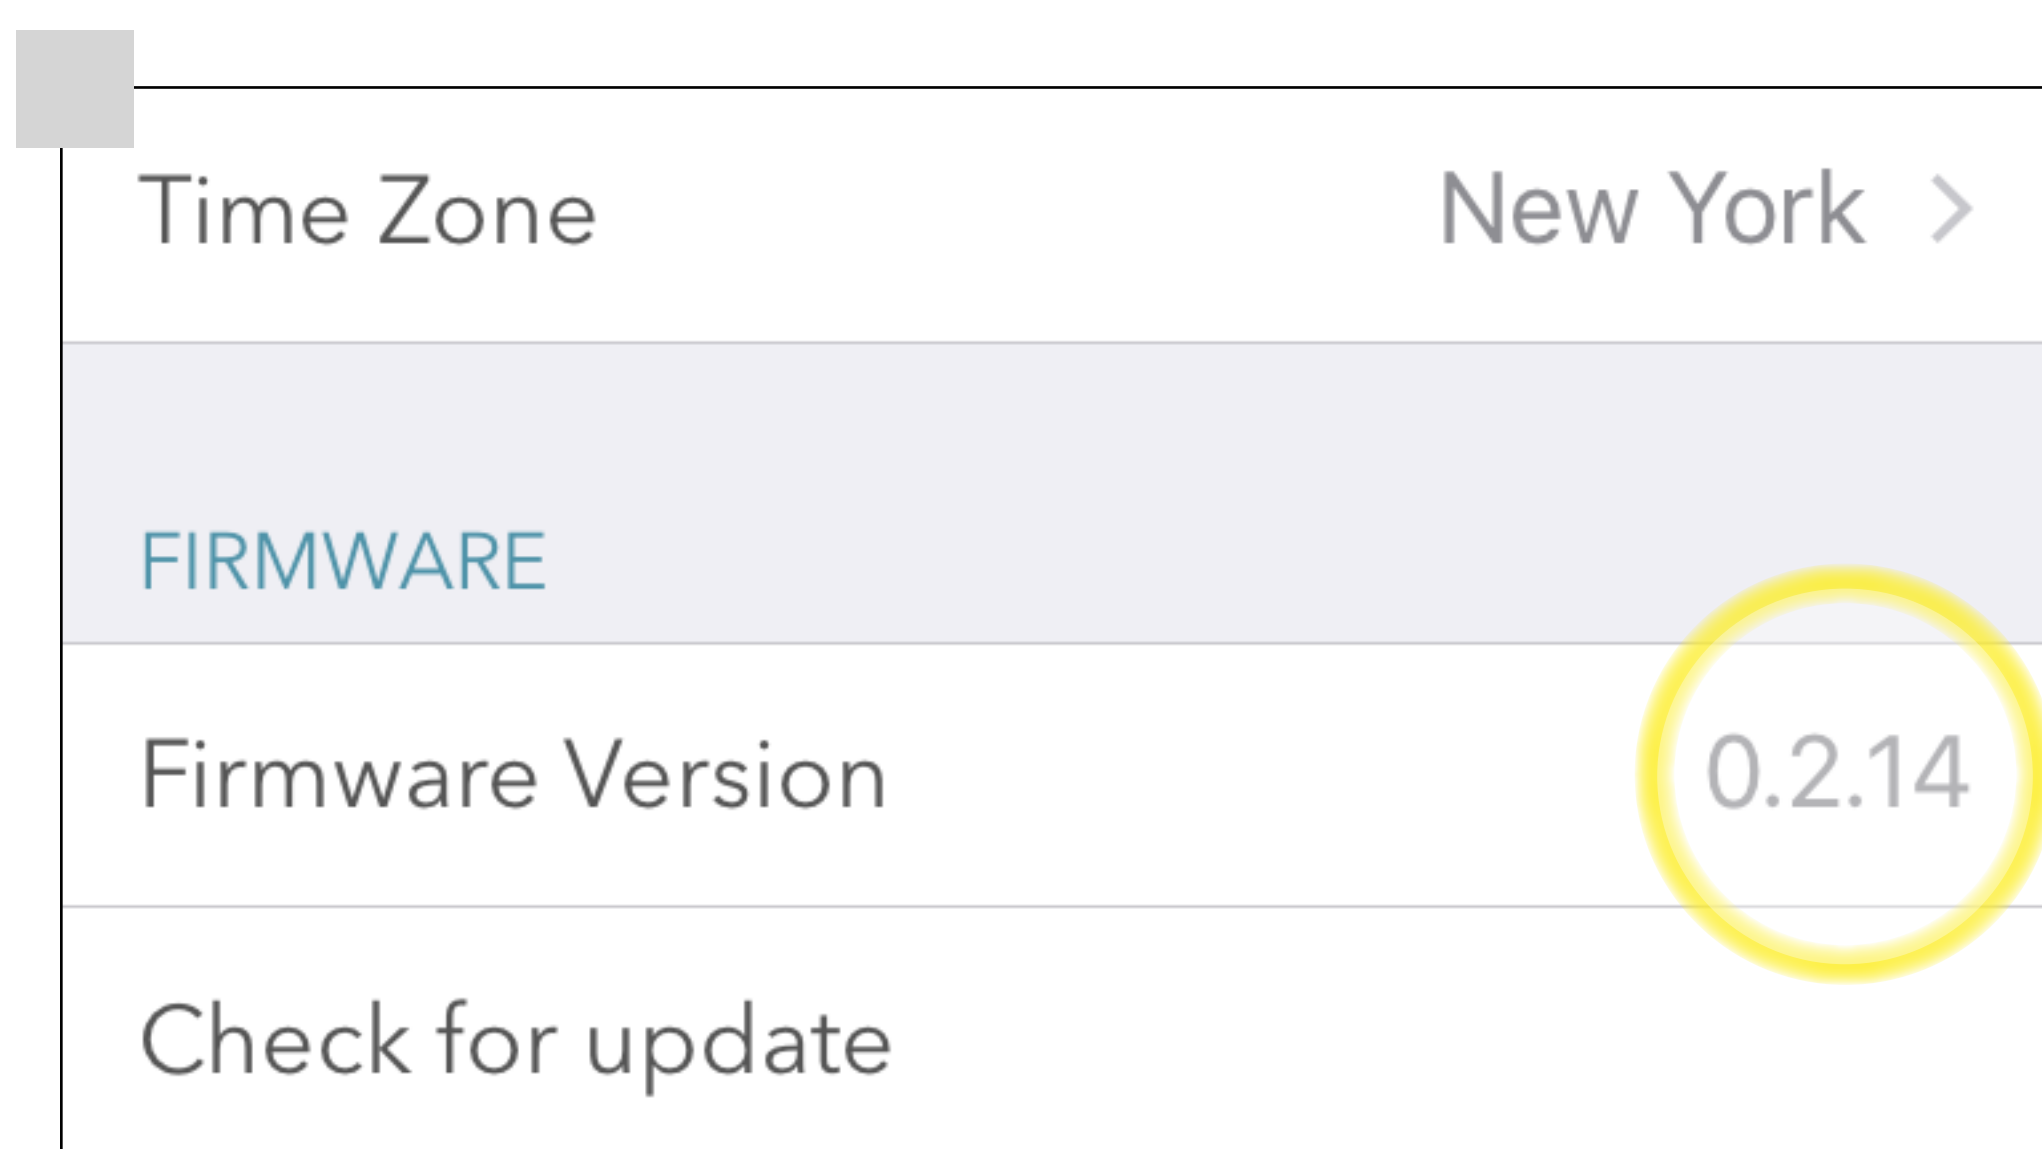 Time Zone New York
FIRMWARE
Firmware Version 0.2.14
Check for update